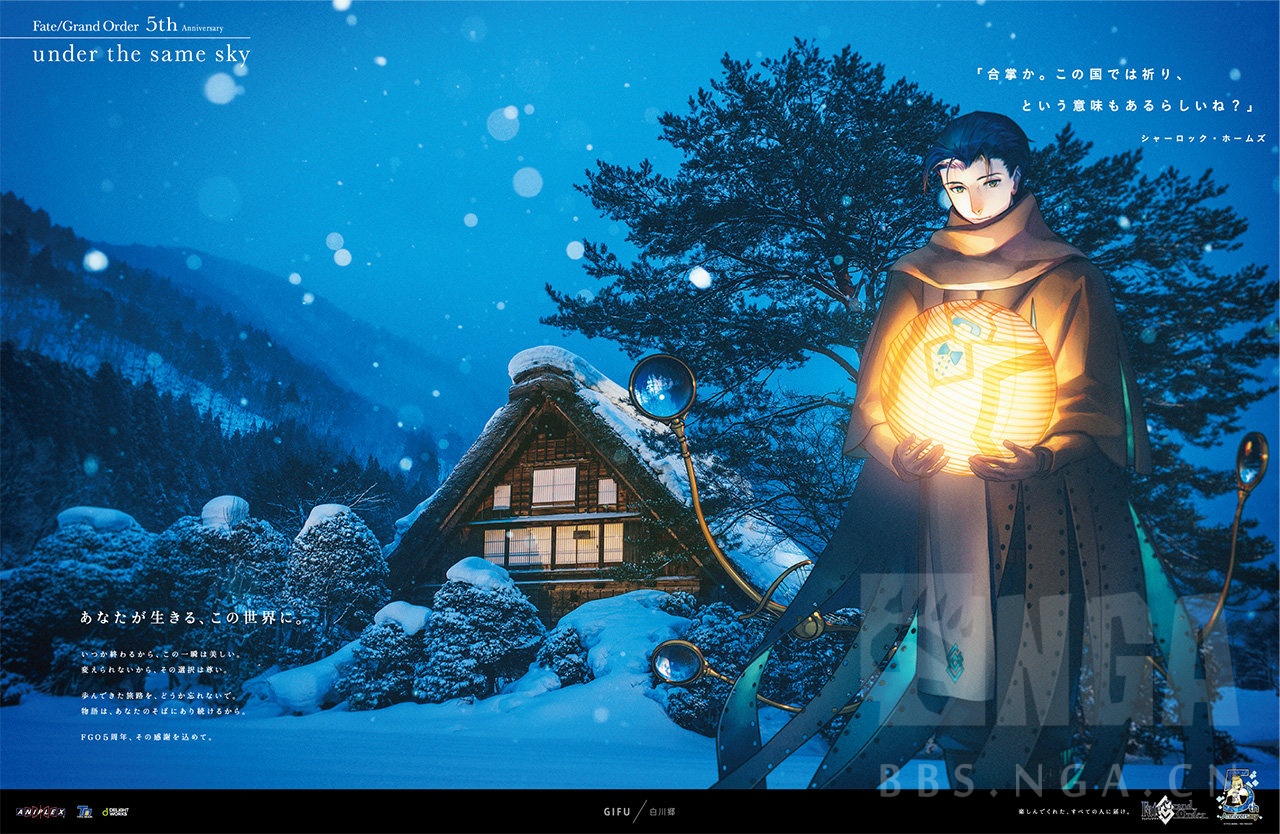 Fate/Grand Order 5th Anniversary
under the same sky
「合掌か。この国では祈り、
という意味もあるらしいね？」
シャーロック・ホームズ
あなたが生きる、この世界に。
いつか終わるから、この一瞬は美しい。
変えられないから、その選択は尊い。
歩んできた旅路を、どうか忘れないで。
物語は、あなたのそばにあり続けるから。
FGO5周年、その感謝を込めて。
NGA
BBS.NGA.CN
ANIPLEX
DELIGHT WORKS
GIFU / 白川郷
楽しんでくれた、すべての人に届け。
Fate/Grand Order
5th Anniversary